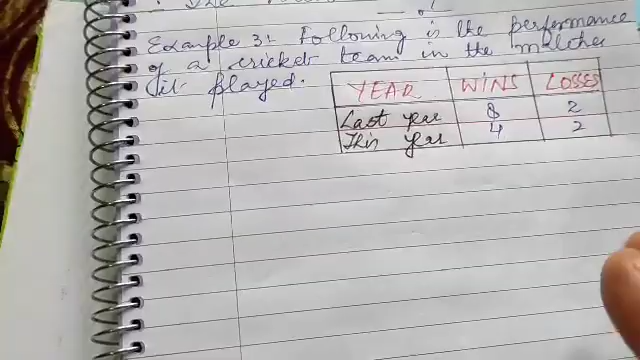 Example 3: Following is the performance
of a cricket team in the matches
it played.
YEAR WINS LOSSES
Last year 8 2
This year 4 2